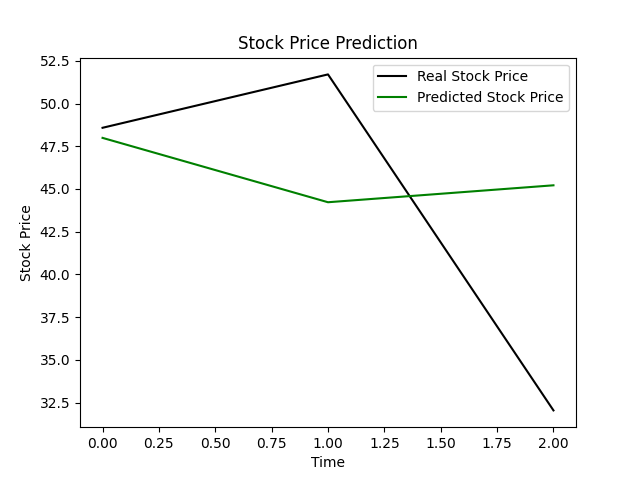 Stock Price Prediction
Real Stock Price
Predicted Stock Price
Stock Price
52.5
50.0
47.5
45.0
42.5
40.0
37.5
35.0
32.5
0.00 0.25 0.50 0.75 1.00 1.25 1.50 1.75 2.00
Time